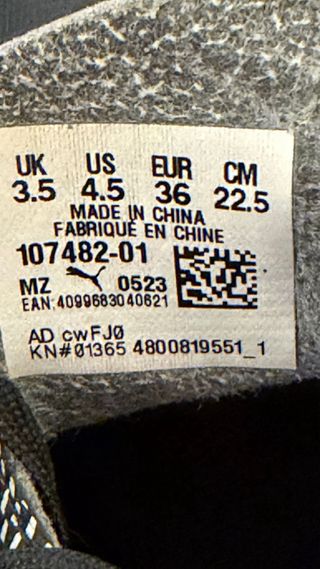 UK US EUR CM
3.5 4.5 36 22.5
MADE IN CHINA
FABRIQUÉ EN CHINE
107482-01
MZ 0523
EAN:4099683040621
AD cwFJ0
KN#01365 4800819551_1